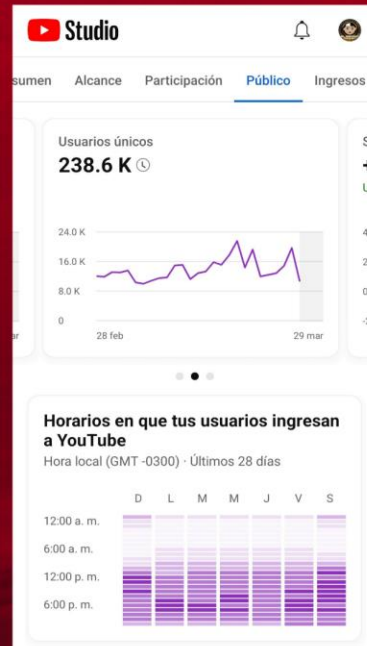 Studio
sumen Alcance Participación Público Ingresos
Usuarios únicos
238.6 K
24.0 K
16.0 K
8.0 K
0
28 feb 29 mar
Horarios en que tus usuarios ingresan
a YouTube
Hora local (GMT -0300) · Últimos 28 días
D L M M J V S
12:00 a. m.
6:00 a. m.
12:00 p. m.
6:00 p. m.